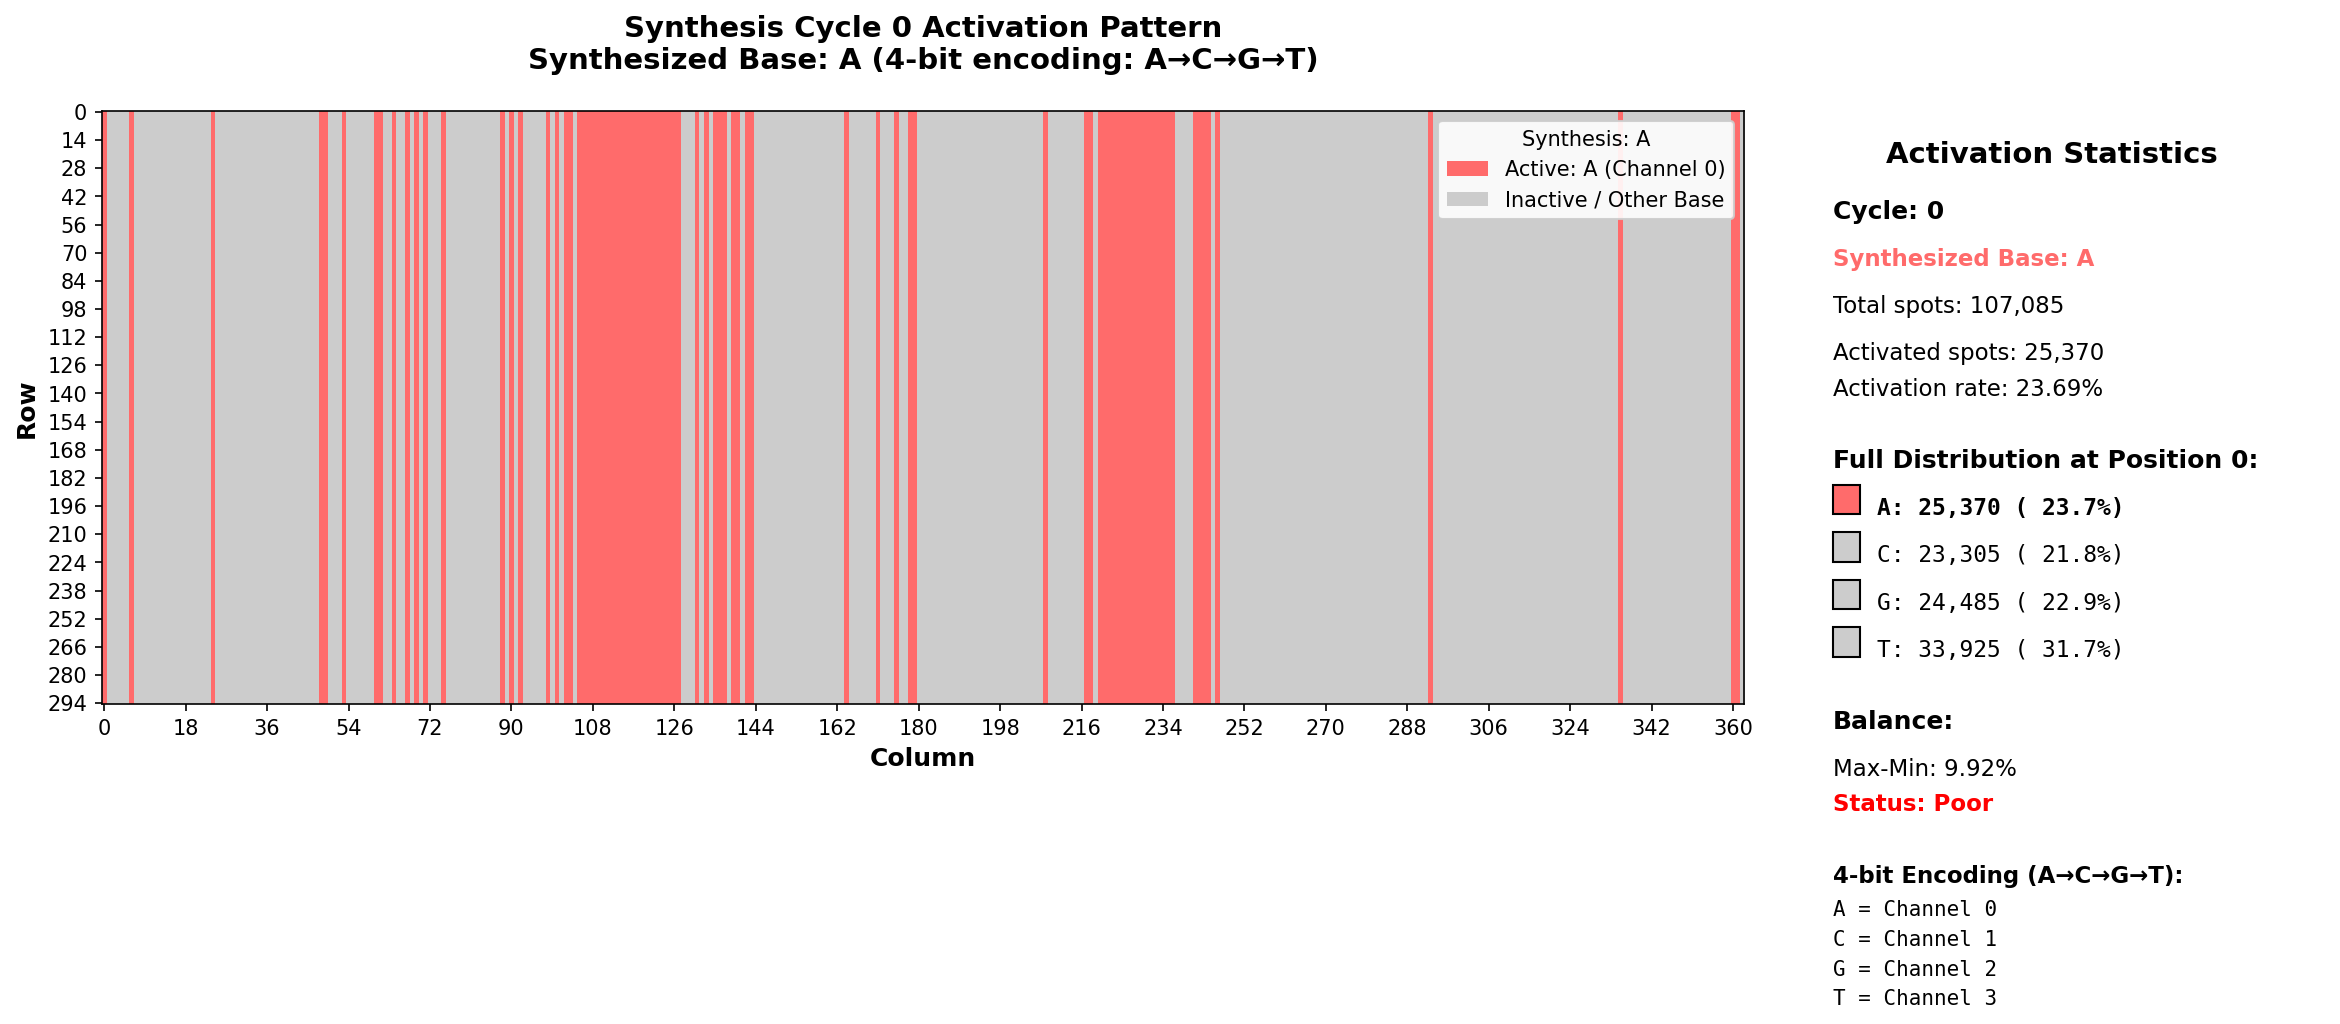 Synthesis Cycle 0 Activation Pattern
Synthesized Base: A (4-bit encoding: A→C→G→T)
0
14
28
42
56
70
84
98
112
126
140
154
168
182
196
210
224
238
252
266
280
294
Row
0 18 36 54 72 90 108 126 144 162 180 198 216 234 252 270 288 306 324 342 360
Column
Synthesis: A
Active: A (Channel 0)
Inactive / Other Base
Activation Statistics
Cycle: 0
Synthesized Base: A
Total spots: 107,085
Activated spots: 25,370
Activation rate: 23.69%
Full Distribution at Position 0:
A: 25,370 ( 23.7%)
C: 23,305 ( 21.8%)
G: 24,485 ( 22.9%)
T: 33,925 ( 31.7%)
Balance:
Max-Min: 9.92%
Status: Poor
4-bit Encoding (A→C→G→T):
A = Channel 0
C = Channel 1
G = Channel 2
T = Channel 3